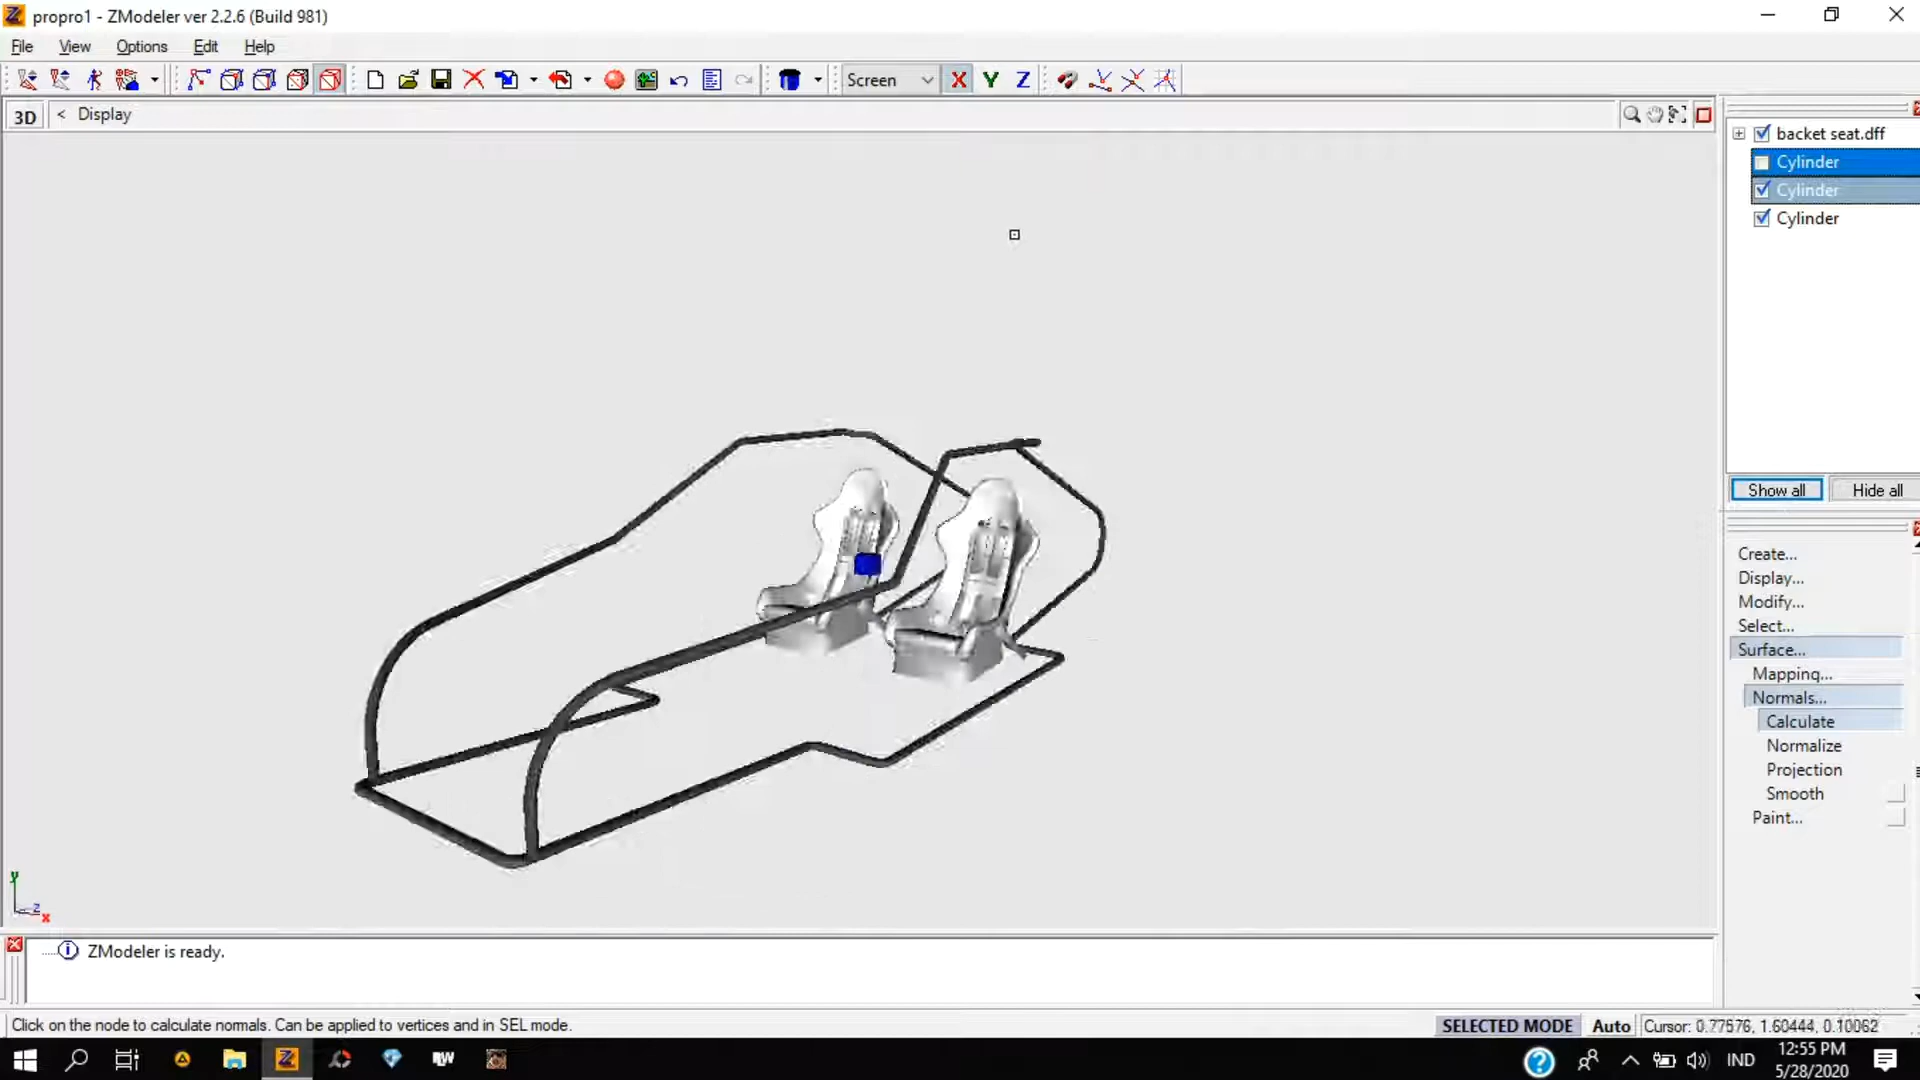 propro1 - ZModeler ver 2.2.6 (Build 981)
File View Options Edit Help
Screen X Y Z
3D < Display
backet seat.dff
Cylinder
Cylinder
Cylinder
Show all Hide all
Create...
Display...
Modify...
Select...
Surface...
Mapping...
Normals...
Calculate
Normalize
Projection
Smooth
Paint...
y
z
x
ZModeler is ready.
Click on the node to calculate normals. Can be applied to vertices and in SEL mode.
SELECTED MODE Auto Cursor: 0.77576, 1.60444, 0.10062
IND
12:55 PM
5/28/2020